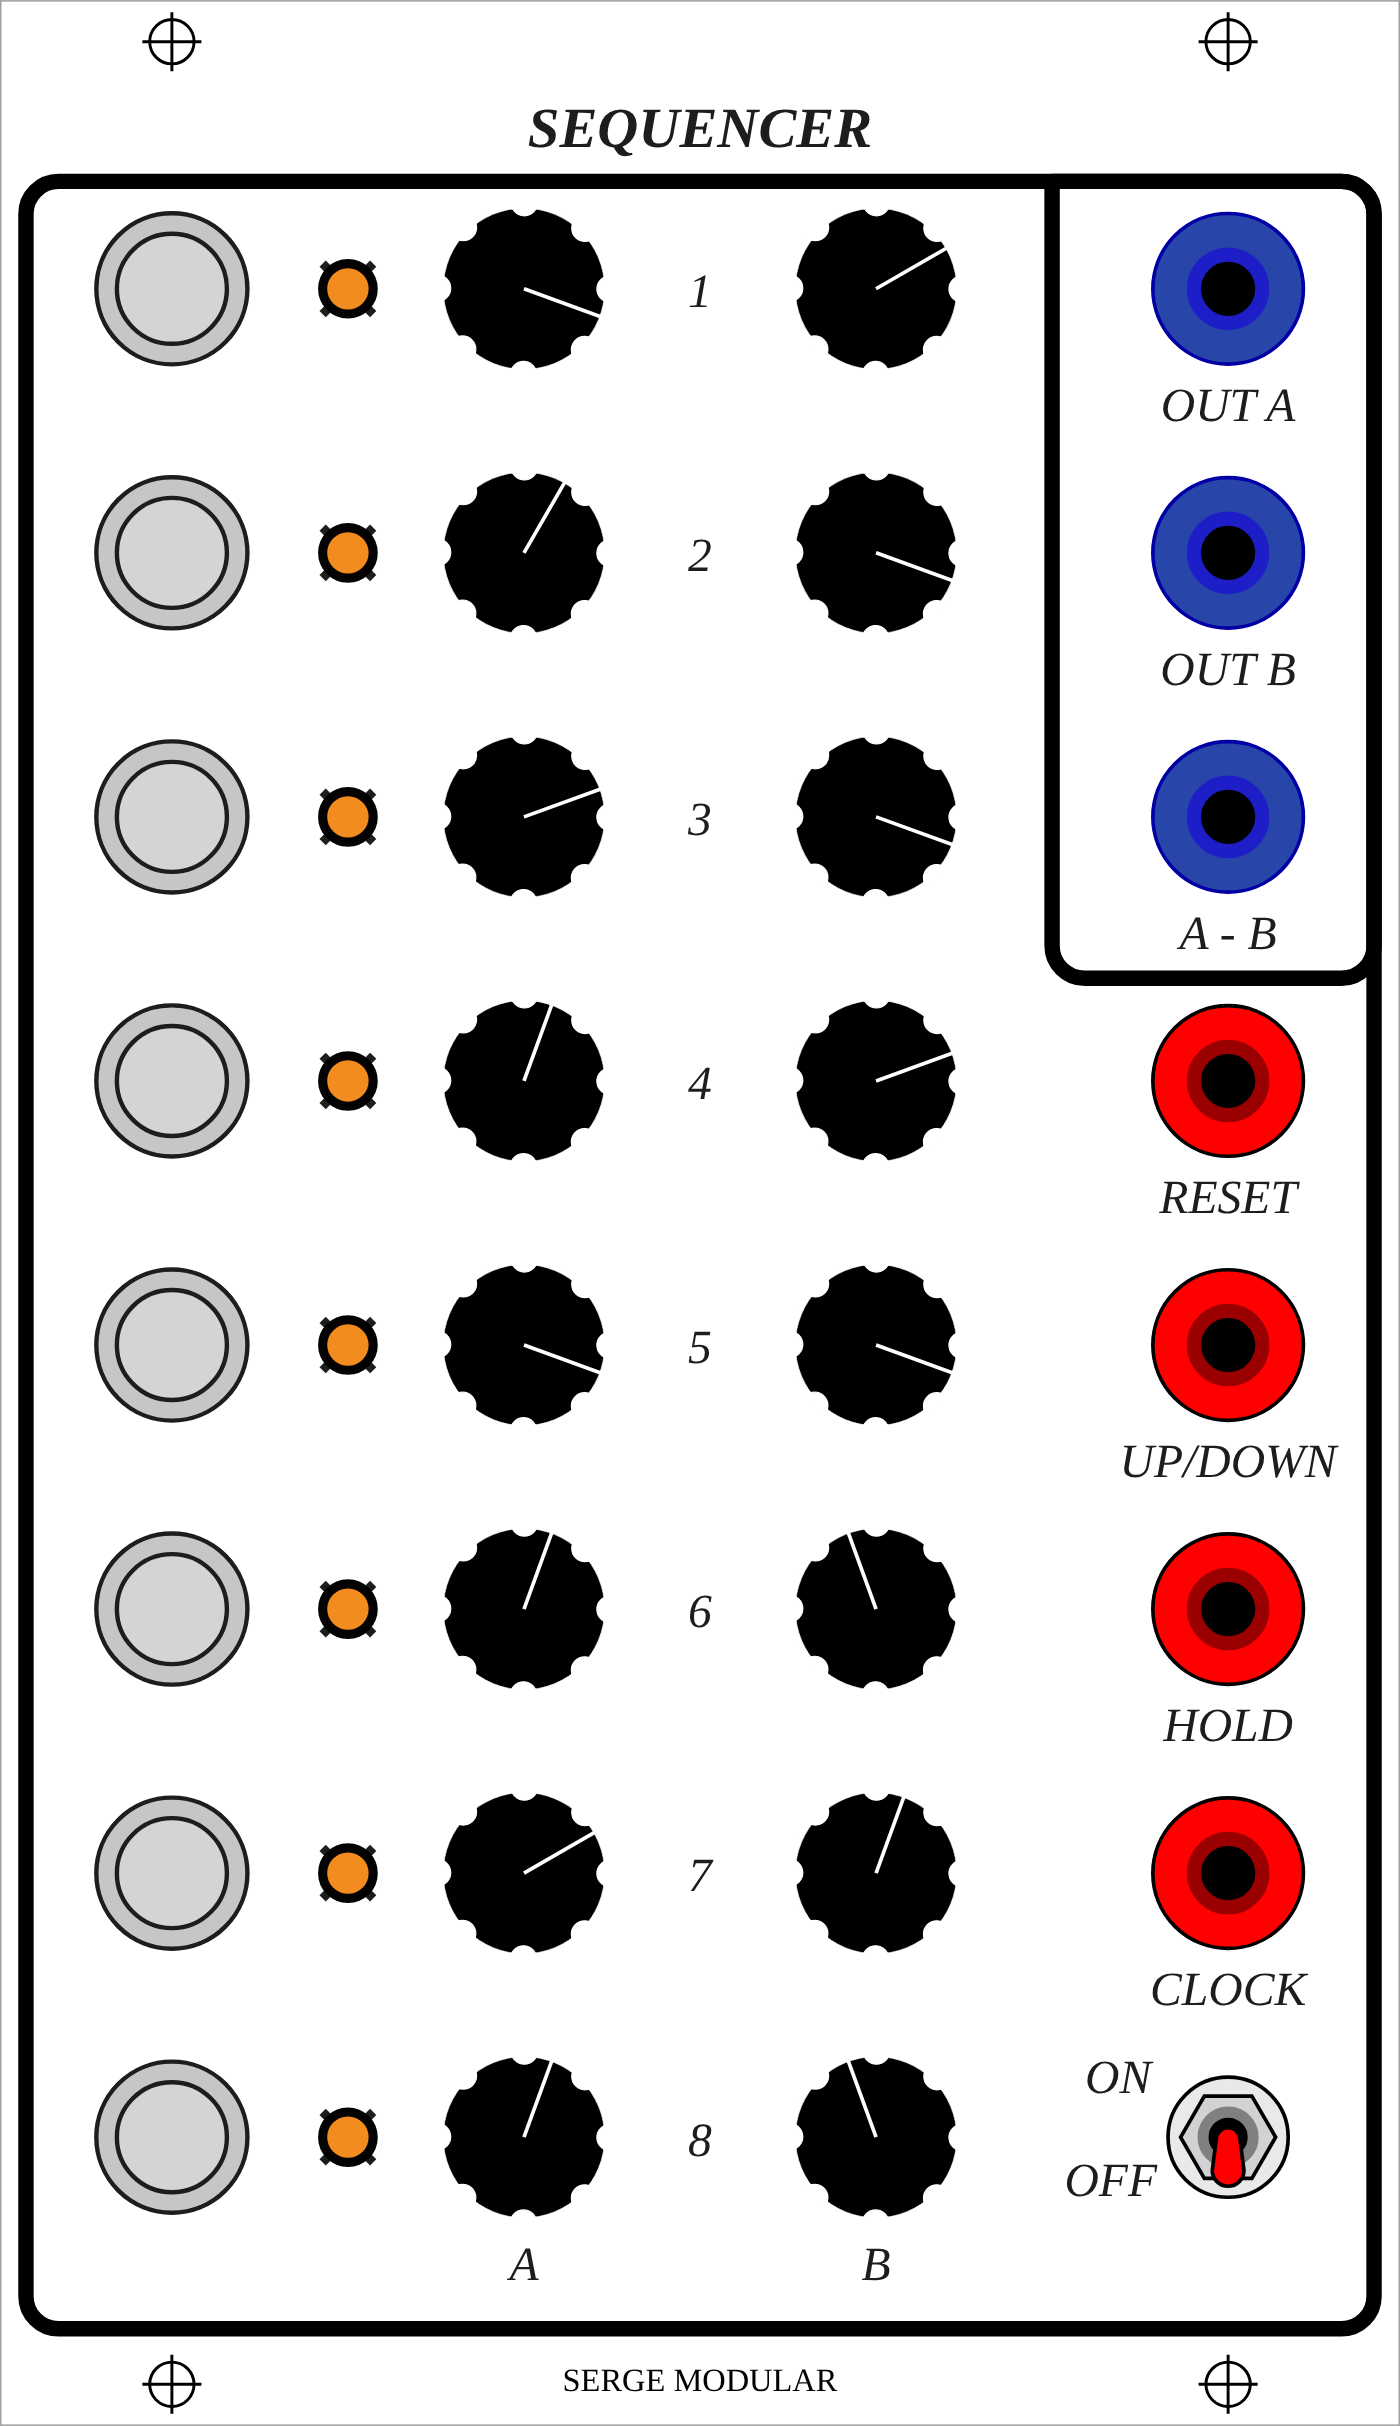 SEQUENCER
1
OUT A
2
OUT B
3
A - B
4
RESET
5
UP/DOWN
6
HOLD
7
CLOCK
ON
8
OFF
A
B
SERGE MODULAR